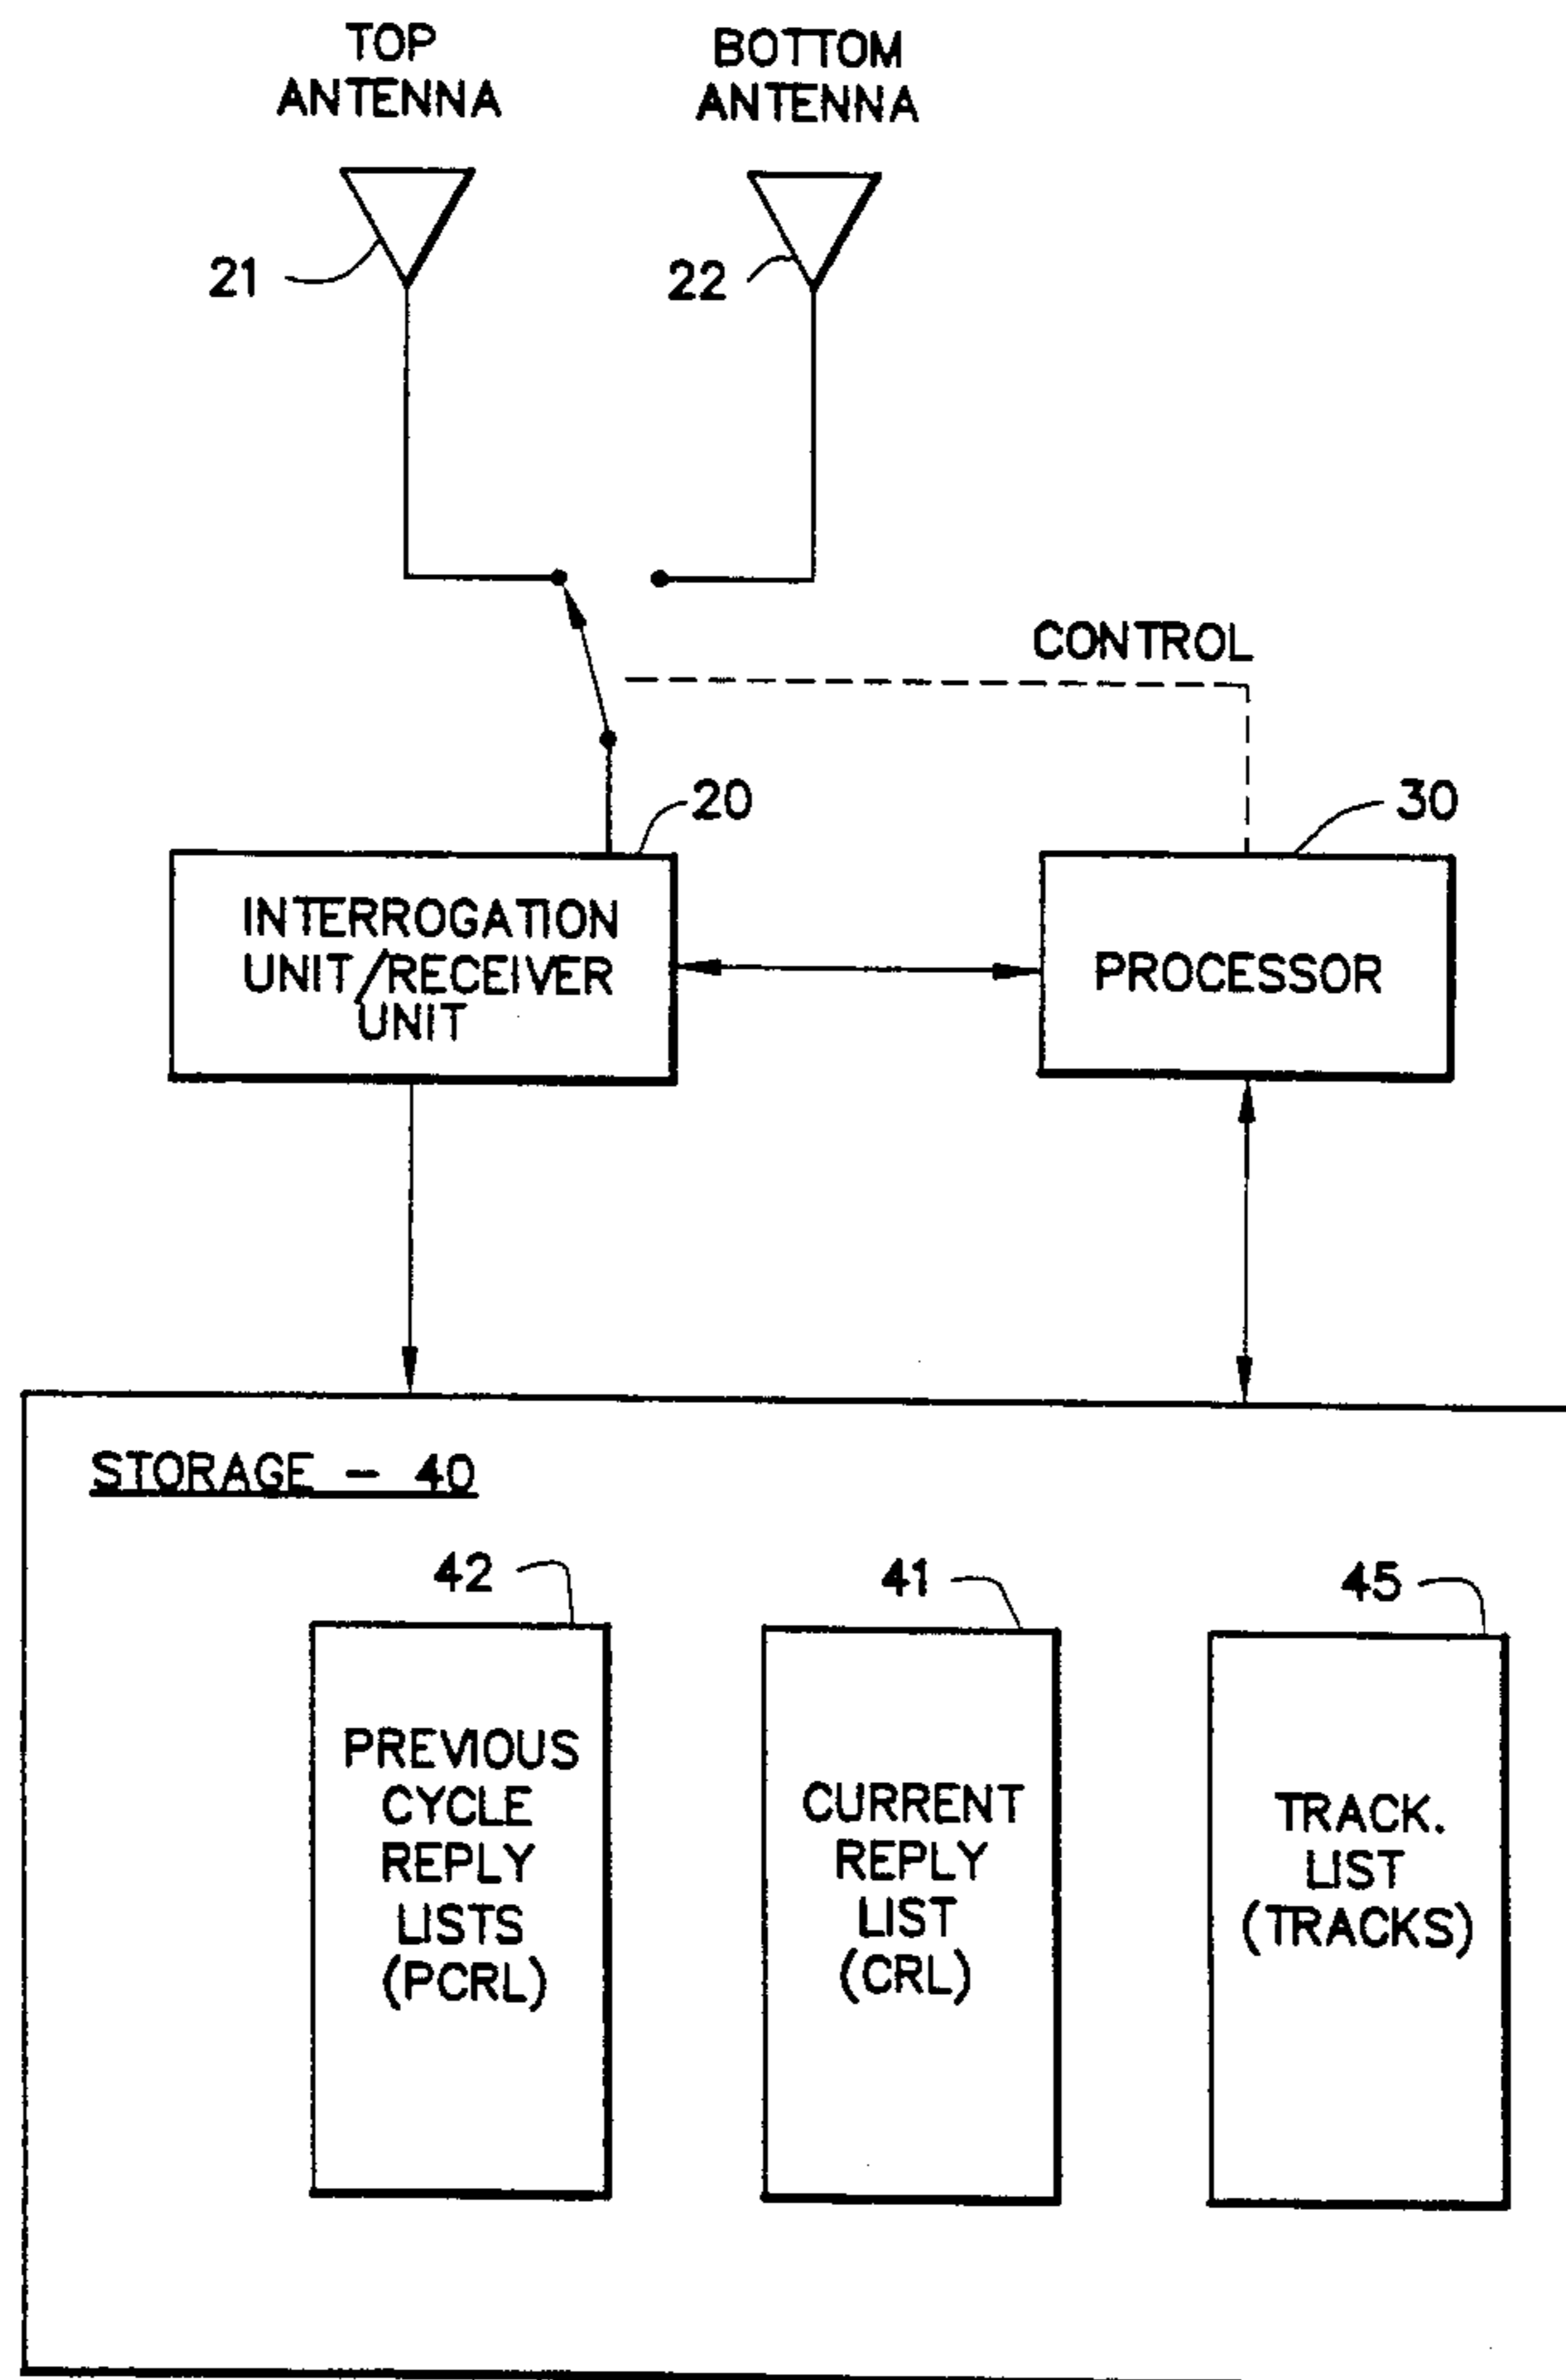 TOP
ANTENNA
BOTTOM
ANTENNA
21
22
CONTROL
20
30
INTERROGATION
UNIT/RECEIVER
UNIT
PROCESSOR
STORAGE - 40
42
41
45
PREVIOUS
CYCLE
REPLY
LISTS
(PCRL)
CURRENT
REPLY
LIST
(CRL)
TRACK.
LIST
(TRACKS)